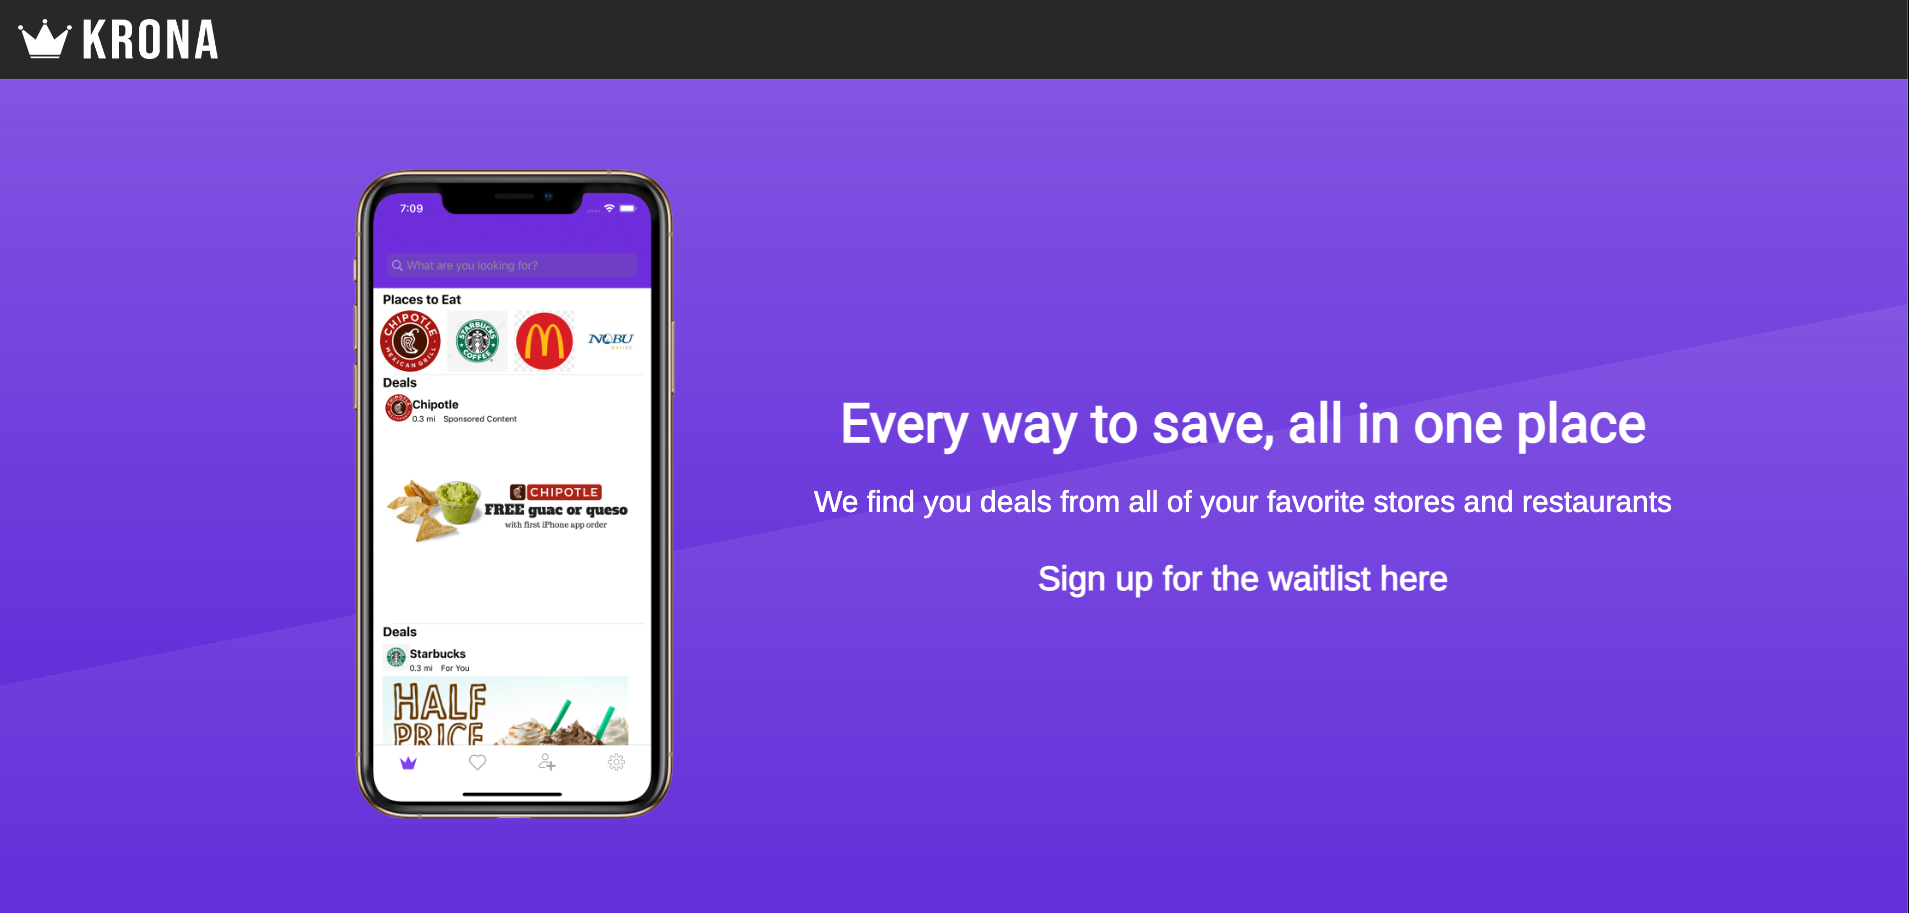 KRONA
7:09
What are you looking for?
Places to Eat
CHIPOTLE
MEXICAN GRILL
STARBUCKS
COFFEE
NOBU
MALIBU
Deals
Chipotle
0.3 mi Sponsored Content
CHIPOTLE
FREE guac or queso
with first iPhone app order
Deals
Starbucks
0.3 mi For You
HALF
PRICE
Every way to save, all in one place
We find you deals from all of your favorite stores and restaurants
Sign up for the waitlist here